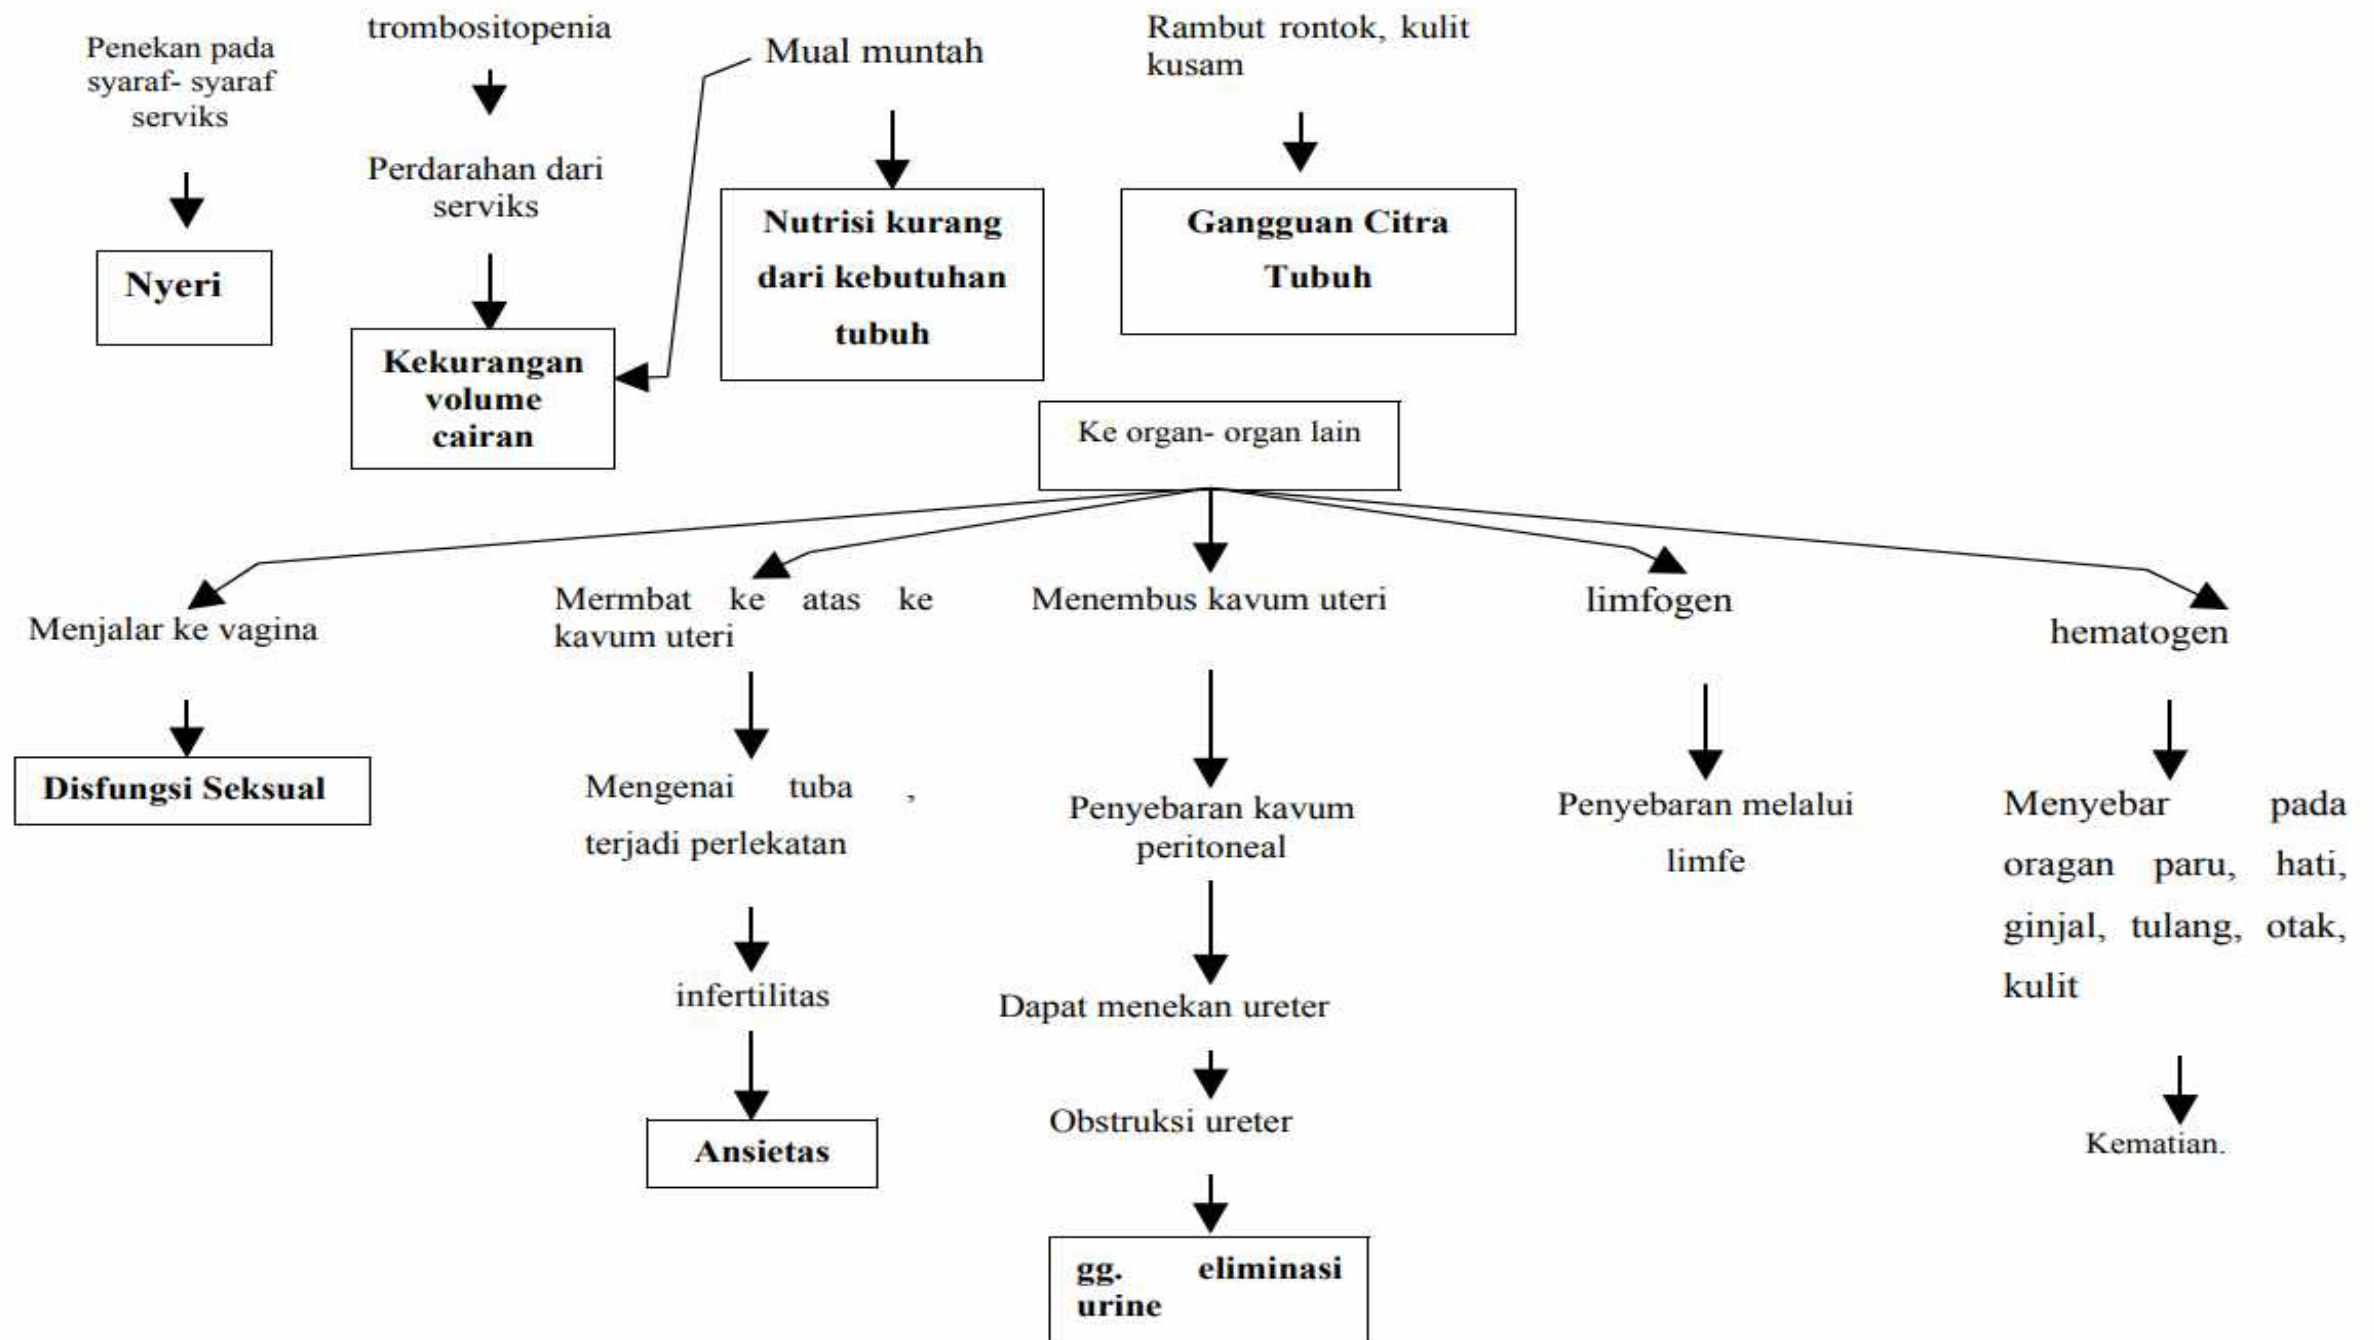 Penekan pada
syaraf- syaraf
serviks
Nyeri
trombositopenia
Perdarahan dari
serviks
Kekurangan
volume
cairan
Mual muntah
Nutrisi kurang
dari kebutuhan
tubuh
Rambut rontok, kulit
kusam
Gangguan Citra
Tubuh
Ke organ- organ lain
Menjalar ke vagina
Disfungsi Seksual
Mermbat ke atas ke
kavum uteri
Mengenai tuba ,
terjadi perlekatan
infertilitas
Ansietas
Menembus kavum uteri
Penyebaran kavum
peritoneal
Dapat menekan ureter
Obstruksi ureter
gg. eliminasi
urine
limfogen
Penyebaran melalui
limfe
hematogen
Menyebar pada
oragan paru, hati,
ginjal, tulang, otak,
kulit
Kematian.